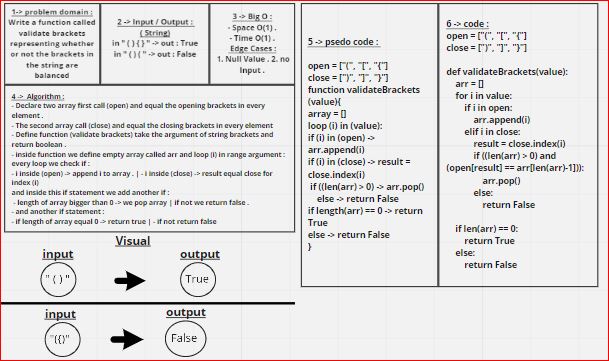 1-> problem domain :
Write a function called
validate brackets
representing whether
or not the brackets in
the string are
balanced
2 -> Input / Output :
( String)
in " ( ) { } " -> out : True
in " ( ) ( " -> out : False
3 -> Big O :
- Space O(1) .
- Time O(1) .
Edge Cases :
1. Null Value . 2. no
Input .
4 -> Algorithm :
- Declare two array first call (open) and equal the opening brackets in every
element .
- The second array call (close) and equal the closing brackets in every element
- Define function (validate brackets) take the argument of string brackets and
return boolean .
- inside function we define empty array called arr and loop (i) in range argument :
every loop we check if :
- i inside (open) -> append i to array . | - i inside (close) -> result equal close for
index (i)
and inside this if statement we add another if :
- length of array bigger than 0 -> we pop array | if not we return false .
- and another if statement :
- if length of array equal 0 -> return true | - if not return false
Visual
input
output
" ( ) "
True
input
output
"({)"
False
5 -> psedo code :
open = ["(", "[", "{"]
close = [")", "]", "}"]
function validateBrackets
(value){
array = []
loop (i) in (value):
if (i) in (open) ->
arr.append(i)
if (i) in (close) -> result =
close.index(i)
if ((len(arr) > 0) -> arr.pop()
else -> return False
if length(arr) == 0 -> return
True
else -> return False
}
6 -> code :
open = ["(", "[", "{"]
close = [")", "]", "}"]
def validateBrackets(value):
arr = []
for i in value:
if i in open:
arr.append(i)
elif i in close:
result = close.index(i)
if ((len(arr) > 0) and
(open[result] == arr[len(arr)-1])):
arr.pop()
else:
return False
if len(arr) == 0:
return True
else:
return False